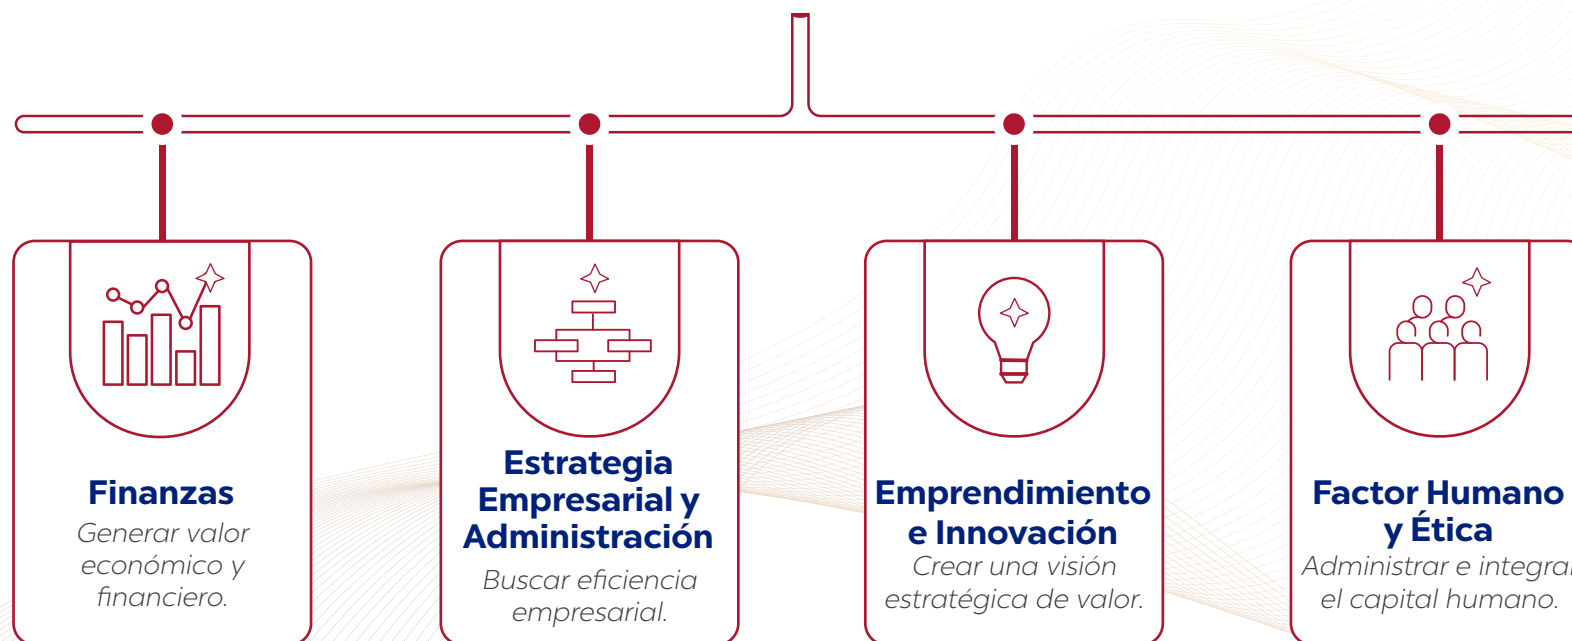 Finanzas
Generar valor
económico y
financiero.
Estrategia
Empresarial y
Administración
Buscar eficiencia
empresarial.
Emprendimiento
e Innovación
Crear una visión
estratégica de valor.
Factor Humano
y Ética
Administrar e integrar
el capital humano.